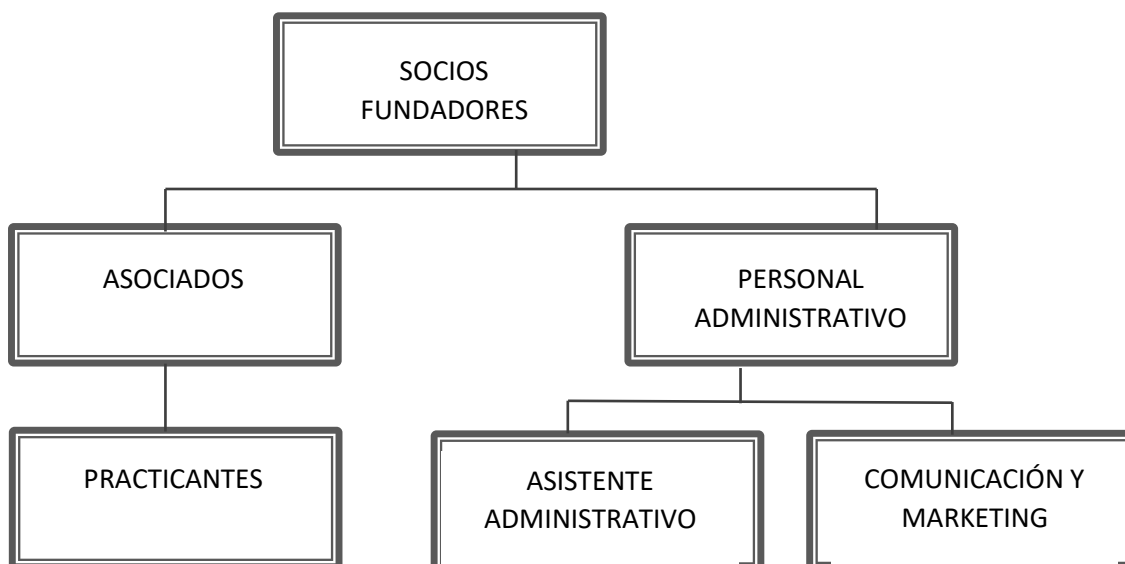 SOCIOS
FUNDADORES
ASOCIADOS
PERSONAL
ADMINISTRATIVO
PRACTICANTES
ASISTENTE
ADMINISTRATIVO
COMUNICACIÓN Y
MARKETING